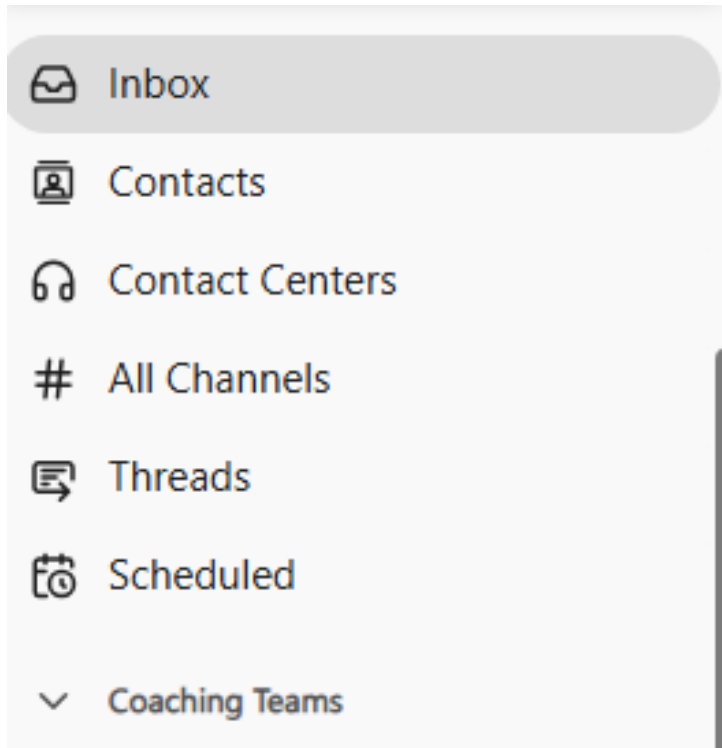 Inbox
Contacts
Contact Centers
All Channels
Threads
Scheduled
Coaching Teams